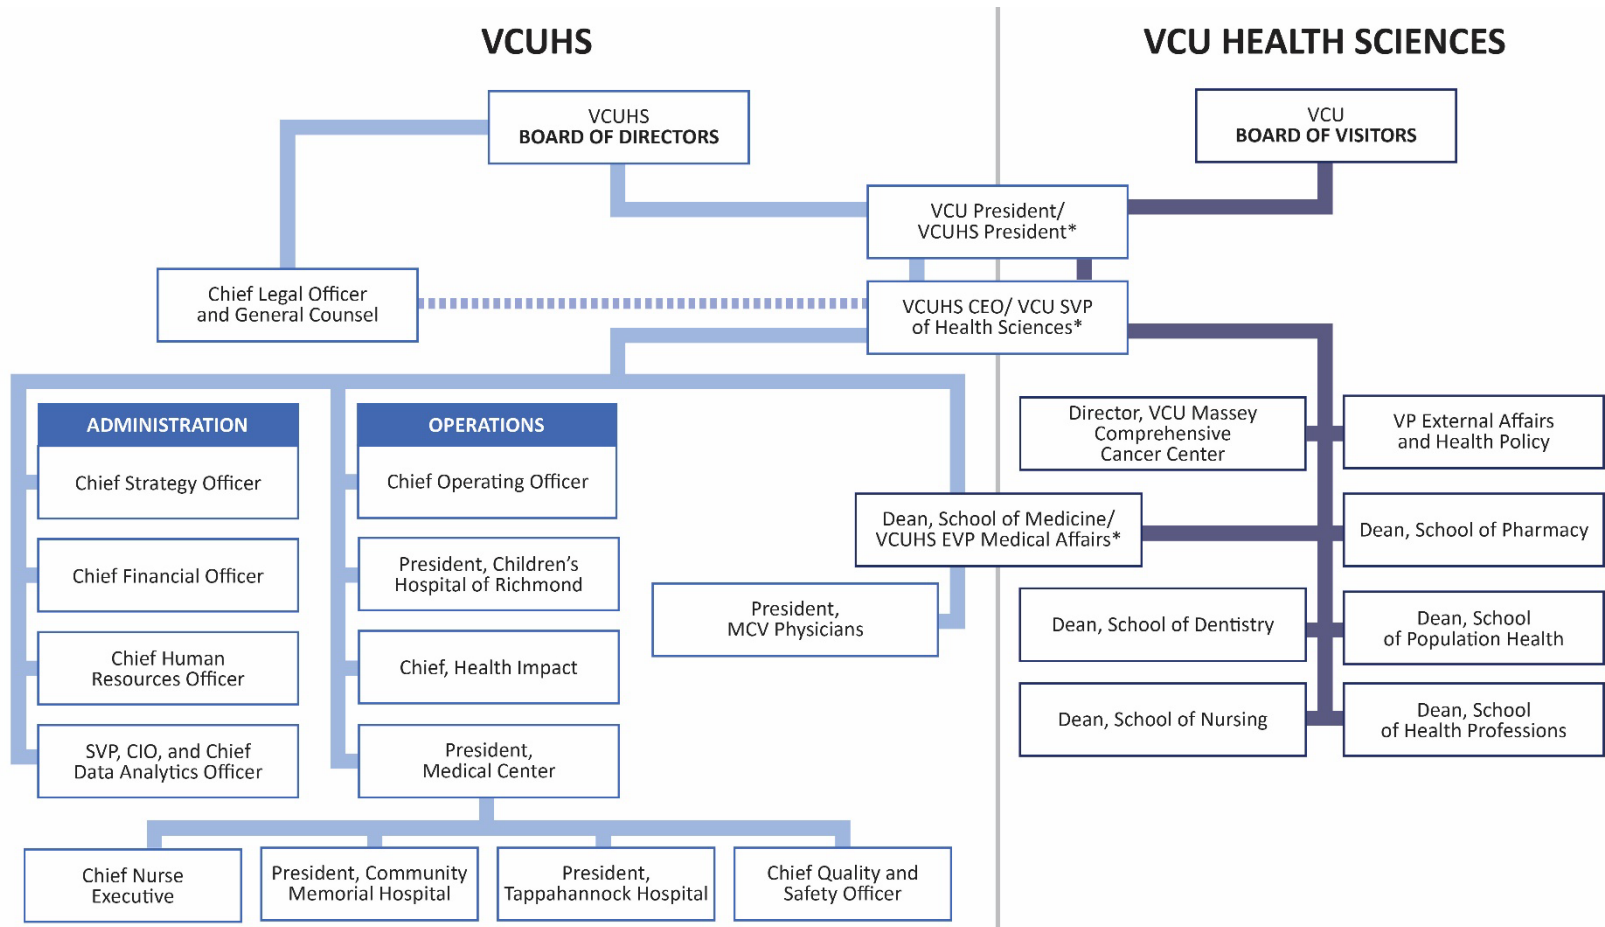 VCUHS
VCU HEALTH SCIENCES
VCUHS
BOARD OF DIRECTORS
VCU
BOARD OF VISITORS
VCU President/
VCUHS President*
Chief Legal Officer
and General Counsel
VCUHS CEO/ VCU SVP
of Health Sciences*
ADMINISTRATION
Chief Strategy Officer
Chief Financial Officer
Chief Human
Resources Officer
SVP, CIO, and Chief
Data Analytics Officer
OPERATIONS
Chief Operating Officer
President, Children's
Hospital of Richmond
Chief, Health Impact
President,
Medical Center
Chief Nurse
Executive
President, Community
Memorial Hospital
President,
Tappahannock Hospital
Chief Quality and
Safety Officer
Dean, School of Medicine/
VCUHS EVP Medical Affairs*
President,
MCV Physicians
Director, VCU Massey
Comprehensive
Cancer Center
VP External Affairs
and Health Policy
Dean, School of Pharmacy
Dean, School of Dentistry
Dean, School
of Population Health
Dean, School of Nursing
Dean, School
of Health Professions